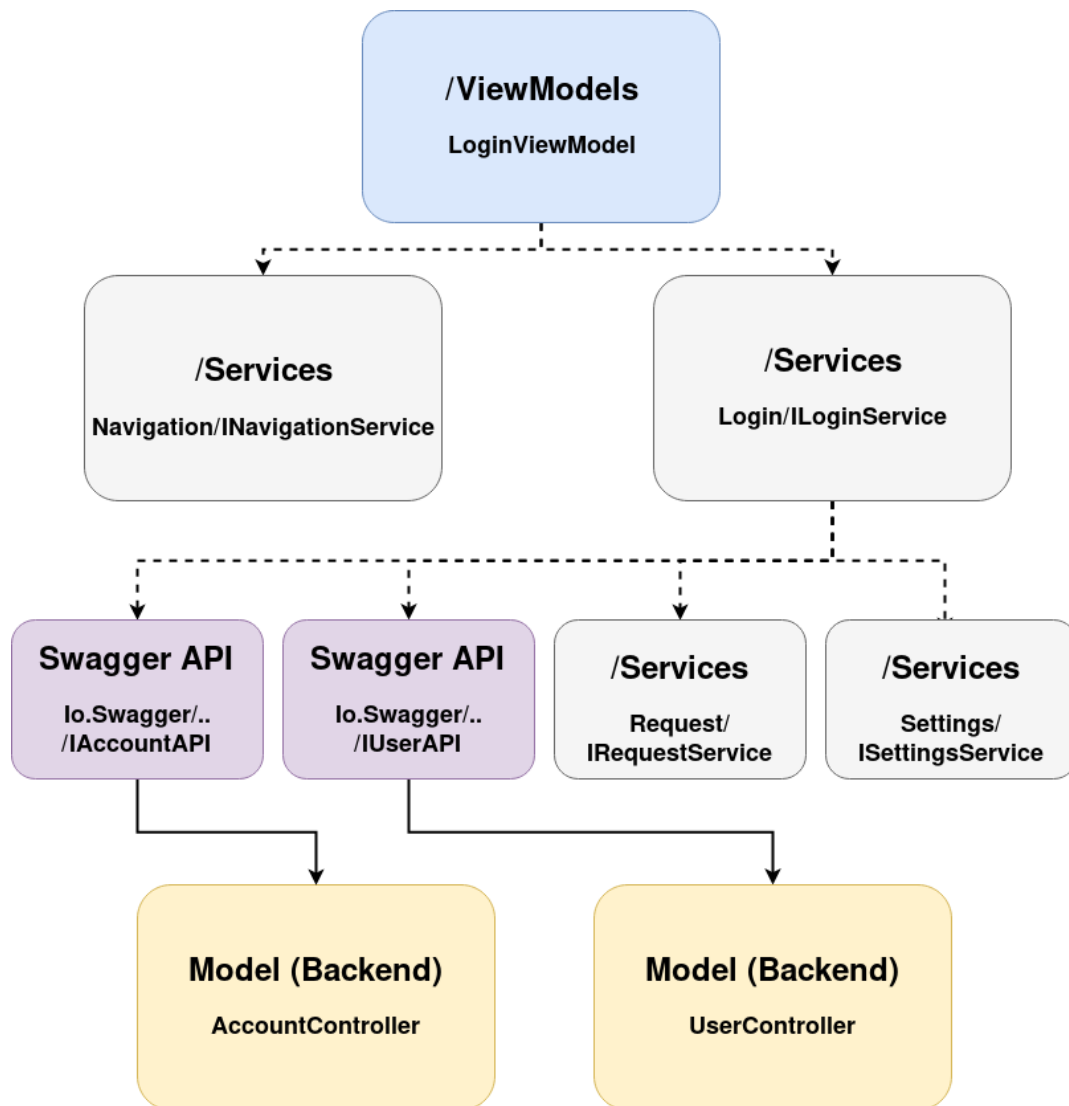 /ViewModels
LoginViewModel
/Services
Navigation/INavigationService
/Services
Login/ILoginService
Swagger API
Io.Swagger/..
/IAccountAPI
Swagger API
Io.Swagger/..
/IUserAPI
/Services
Request/
IRequestService
/Services
Settings/
ISettingsService
Model (Backend)
AccountController
Model (Backend)
UserController